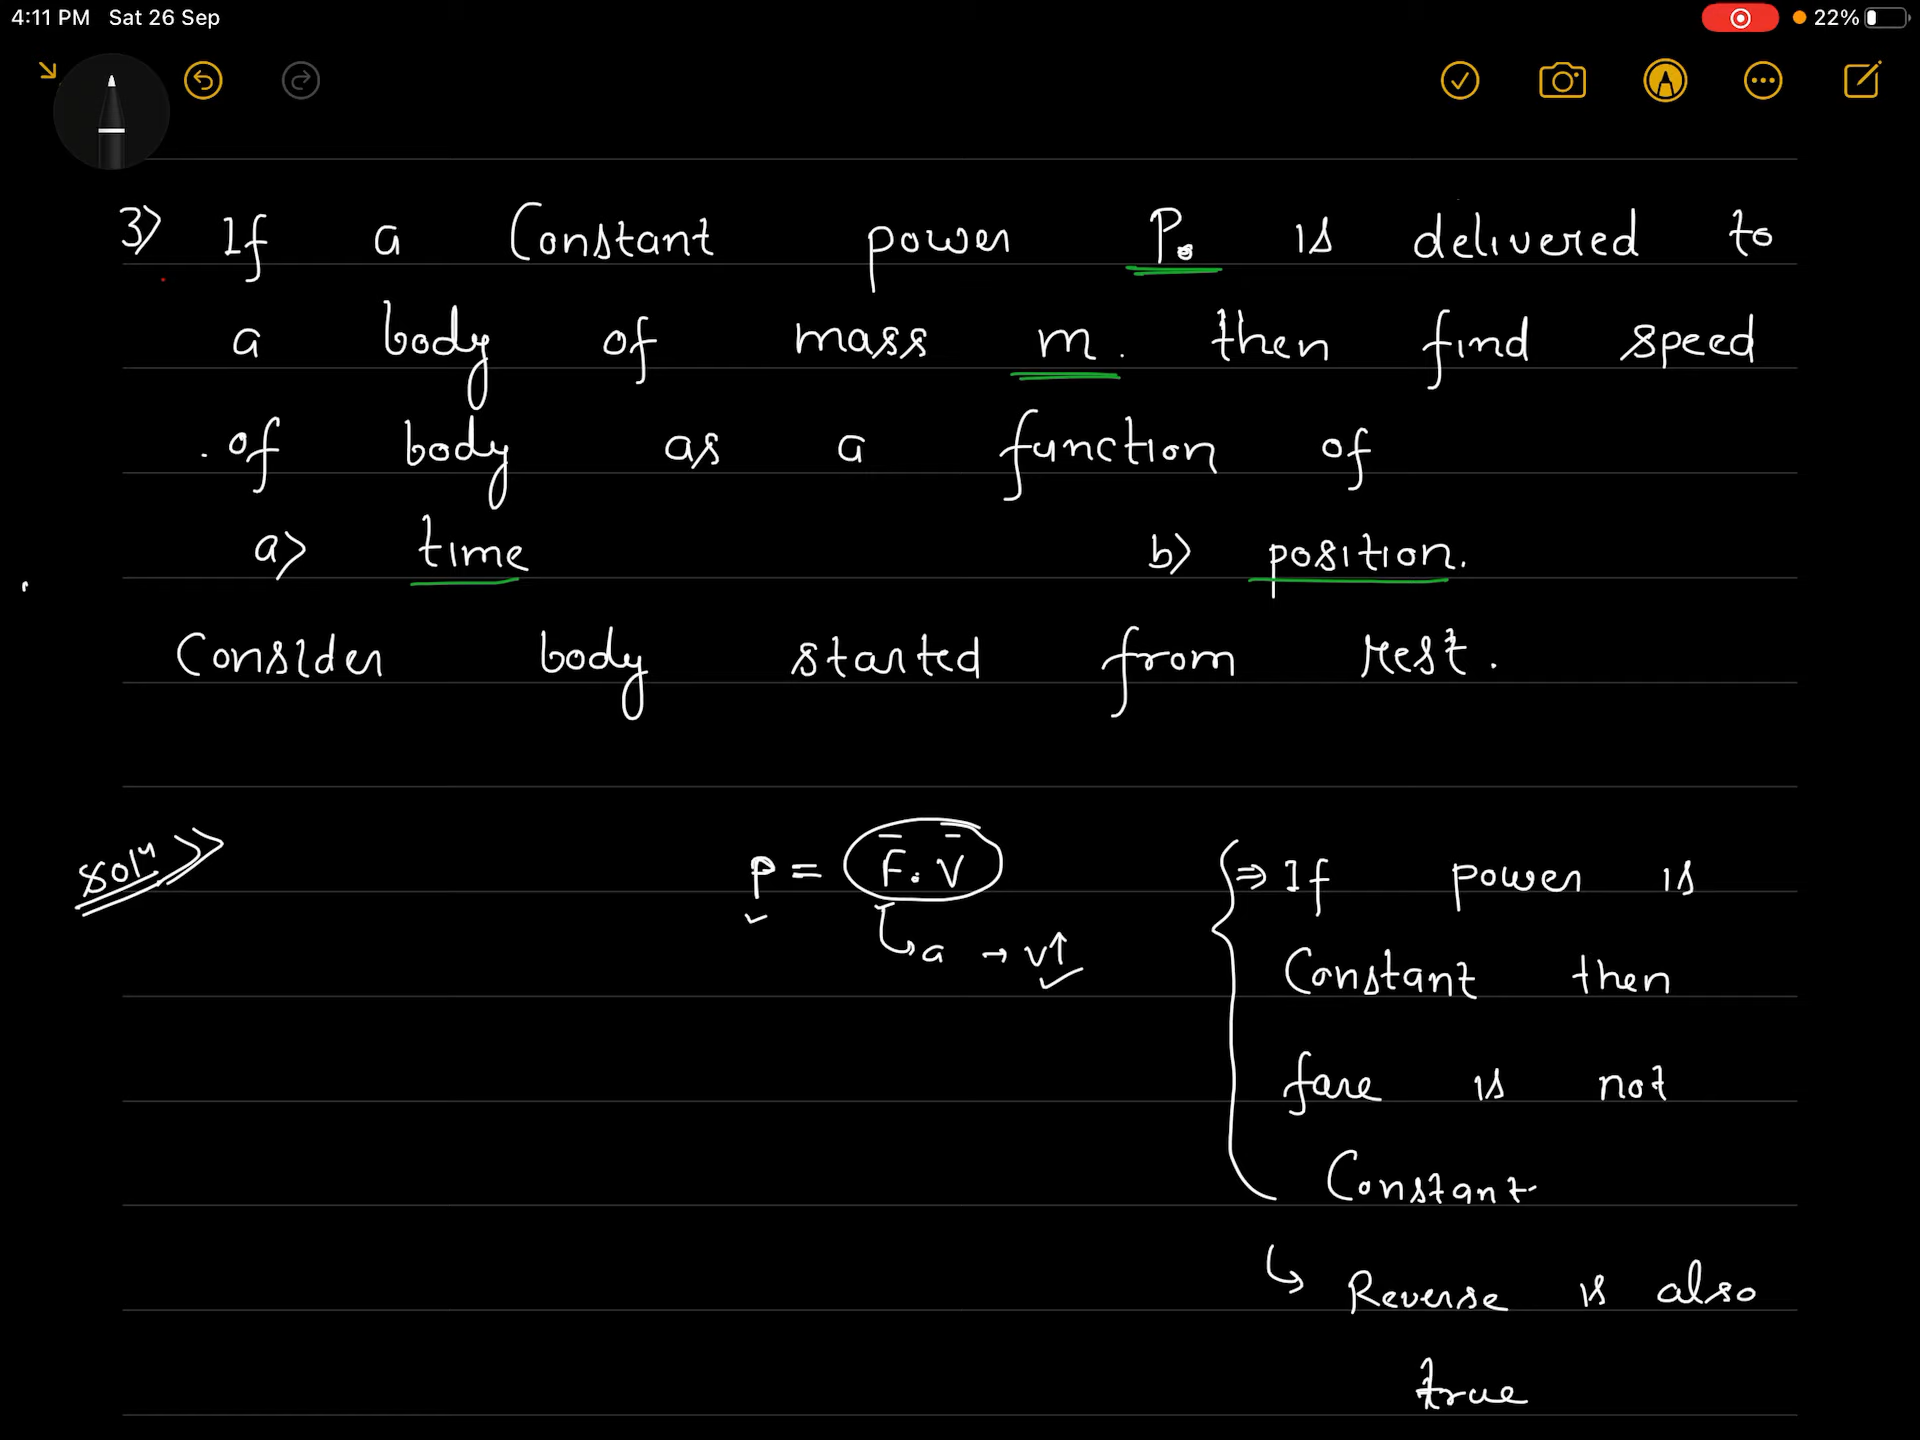 4:11 PM Sat 26 Sep
22%
3) If a Constant power P₀ is delivered to
a body of mass m. then find speed
of body as a function of
a) time b) position.
Consider body started from rest.
Solⁿ
P = F̄. V̄
↳ a → v↑
⇒ If power is
Constant then
force is not
Constant
↳ Reverse is also
true